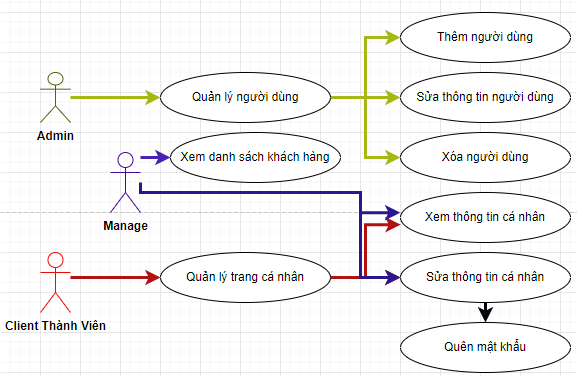 Thêm người dùng
Quản lý người dùng
Sửa thông tin người dùng
Admin
Xem danh sách khách hàng
Xóa người dùng
Manage
Xem thông tin cá nhân
Quản lý trang cá nhân
Sửa thông tin cá nhân
Client Thành Viên
Quên mật khẩu